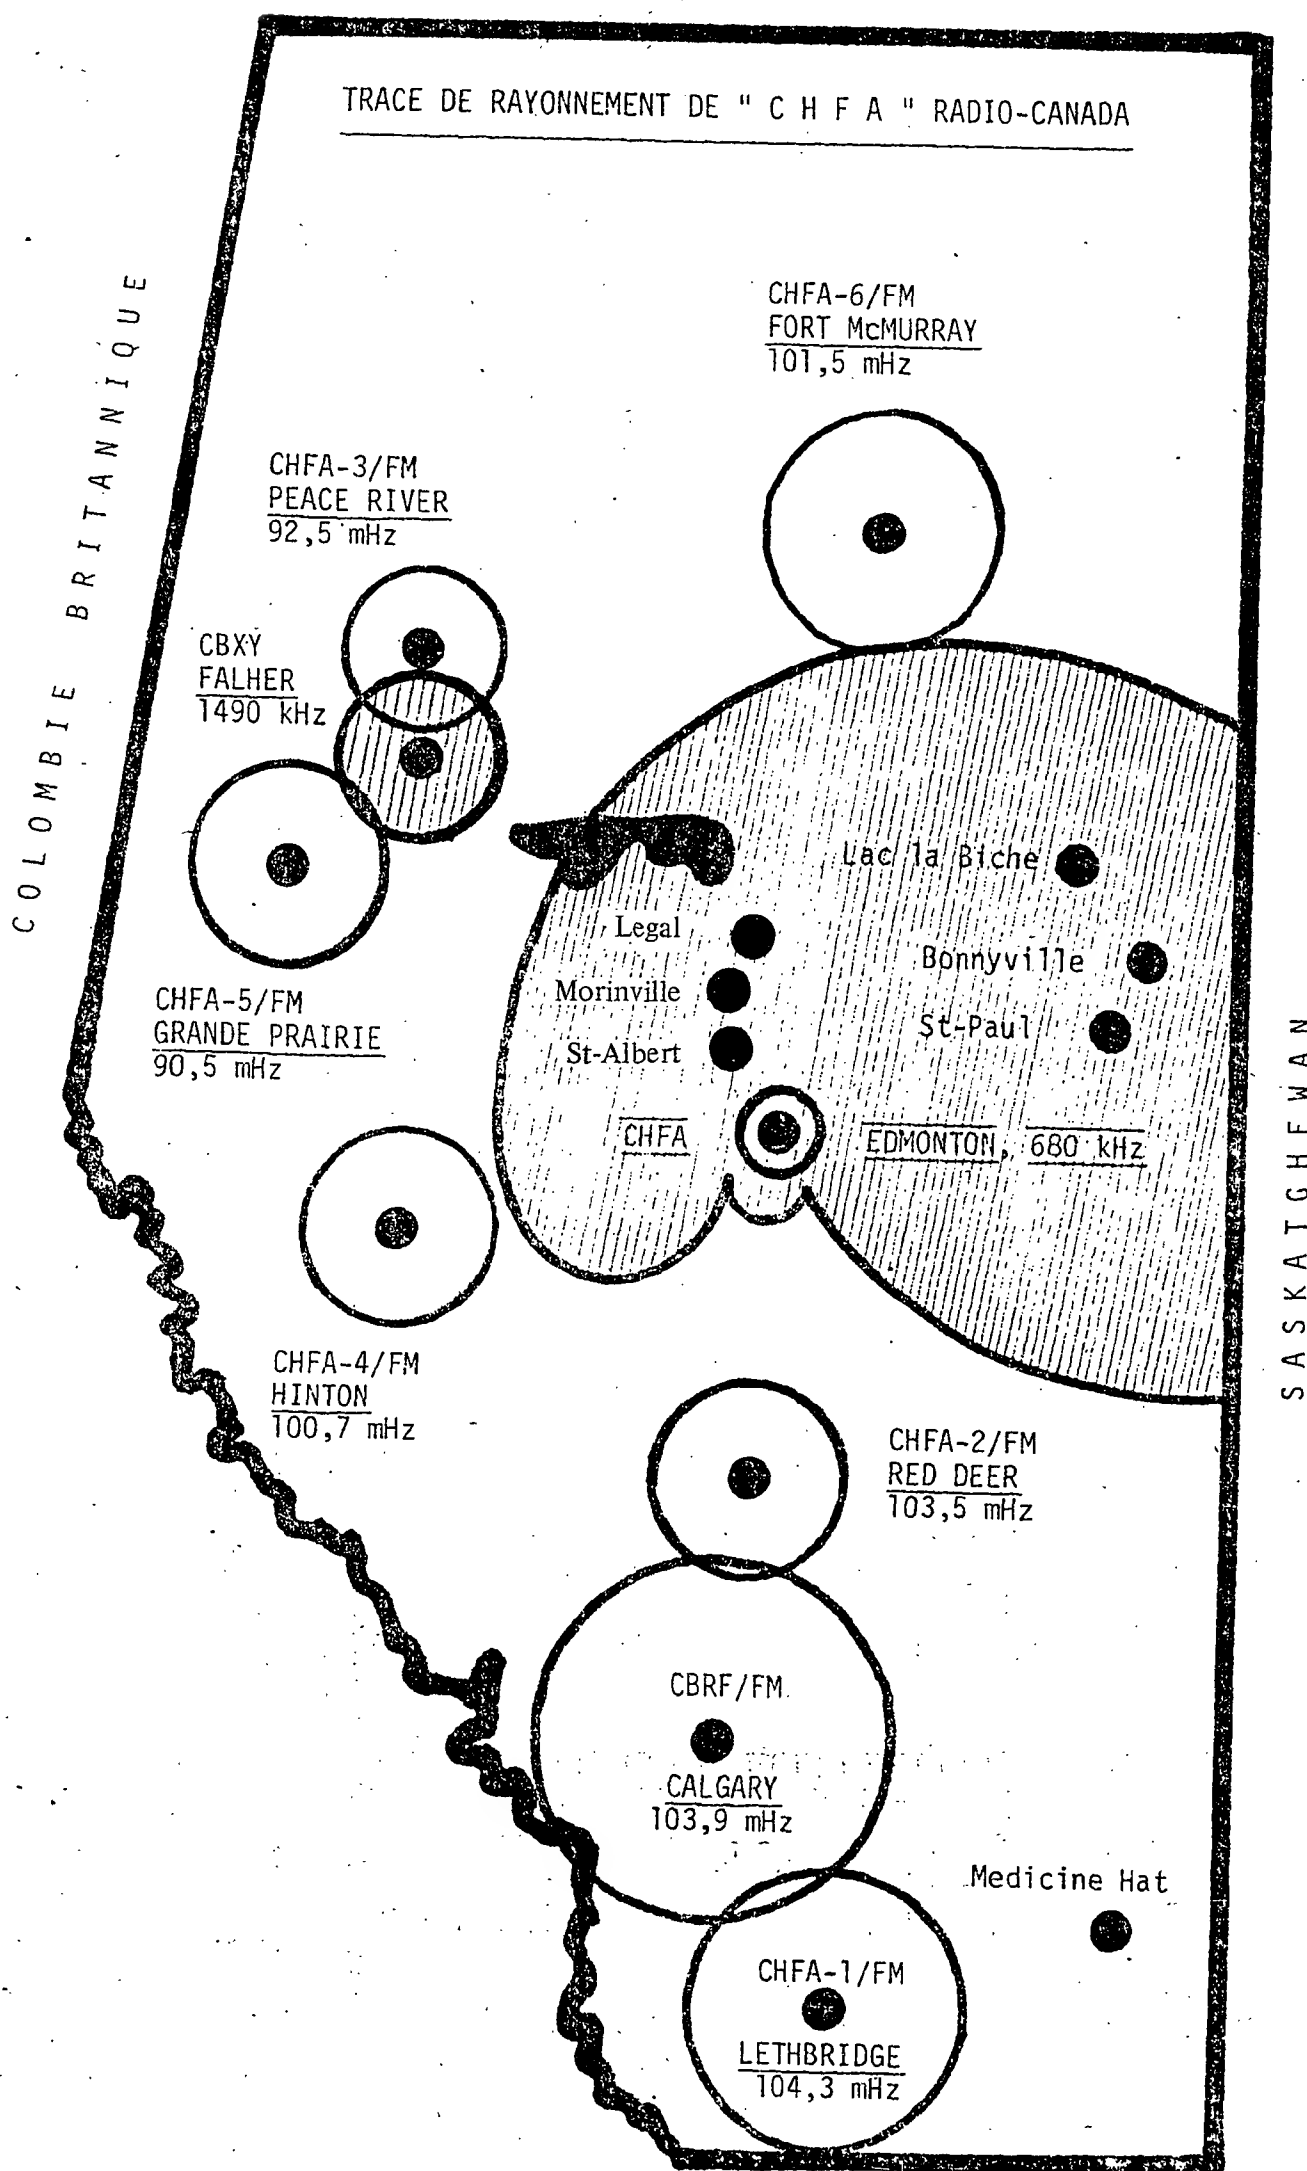 TRACE DE RAYONNEMENT DE " C H F A " RADIO-CANADA
COLOMBIE BRITANNIQUE
CHFA-6/FM
FORT McMURRAY
101,5 mHz
CHFA-3/FM
PEACE RIVER
92,5 mHz
CBXY
FALHER
1490 kHz
Lac la Biche
Legal
Bonnyville
Morinville
St-Paul
St-Albert
CHFA-5/FM
GRANDE PRAIRIE
90,5 mHz
CHFA
EDMONTON, 680 kHz
SASKATGHEWAN
CHFA-4/FM
HINTON
100,7 mHz
CHFA-2/FM
RED DEER
103,5 mHz
CBRF/FM
CALGARY
103,9 mHz
Medicine Hat
CHFA-1/FM
LETHBRIDGE
104,3 mHz